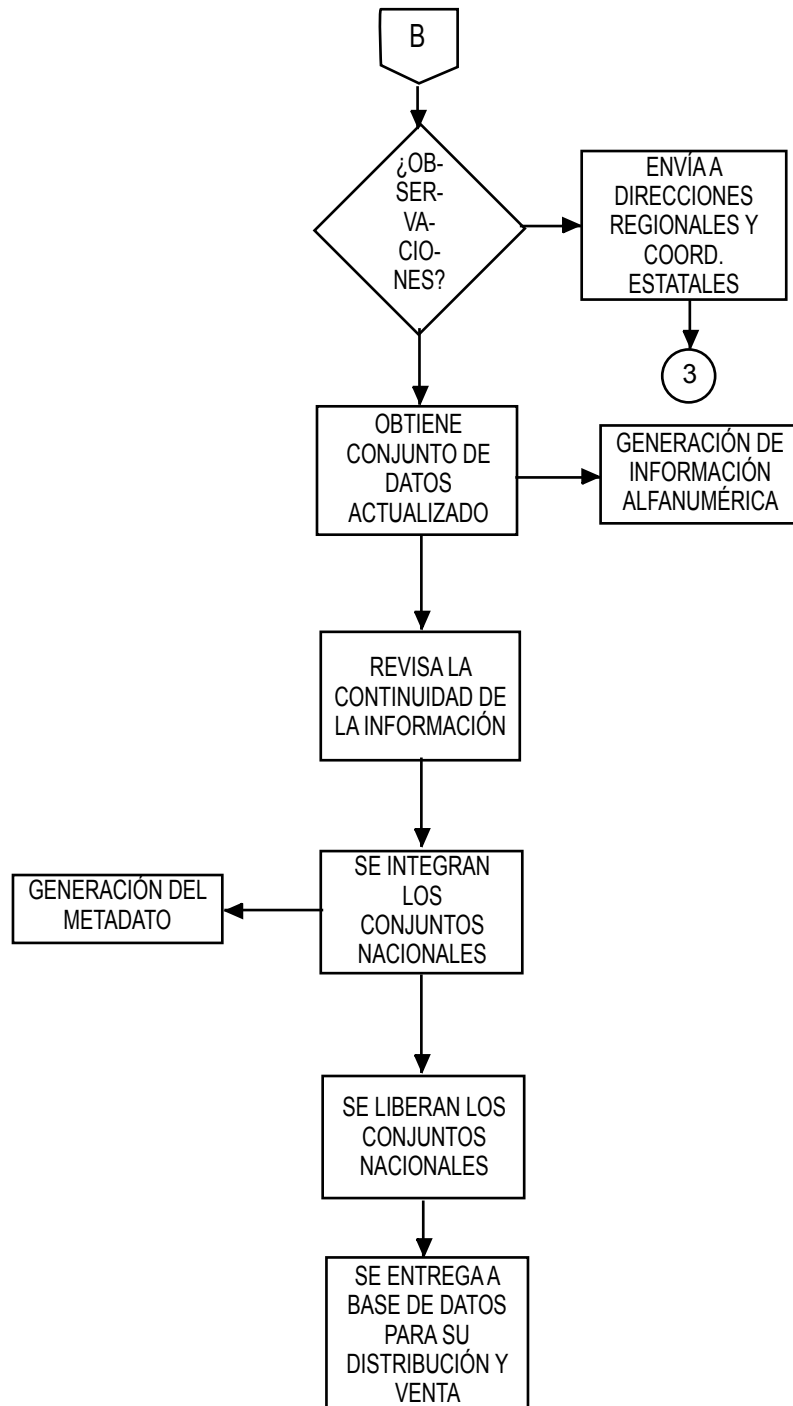 B
¿OB-
SER-
VA-
CIO-
NES?
ENVÍA A
DIRECCIONES
REGIONALES Y
COORD.
ESTATALES
3
OBTIENE
CONJUNTO DE
DATOS
ACTUALIZADO
GENERACIÓN DE
INFORMACIÓN
ALFANUMÉRICA
REVISA LA
CONTINUIDAD DE
LA INFORMACIÓN
SE INTEGRAN
LOS
CONJUNTOS
NACIONALES
GENERACIÓN DEL
METADATO
SE LIBERAN LOS
CONJUNTOS
NACIONALES
SE ENTREGA A
BASE DE DATOS
PARA SU
DISTRIBUCIÓN Y
VENTA